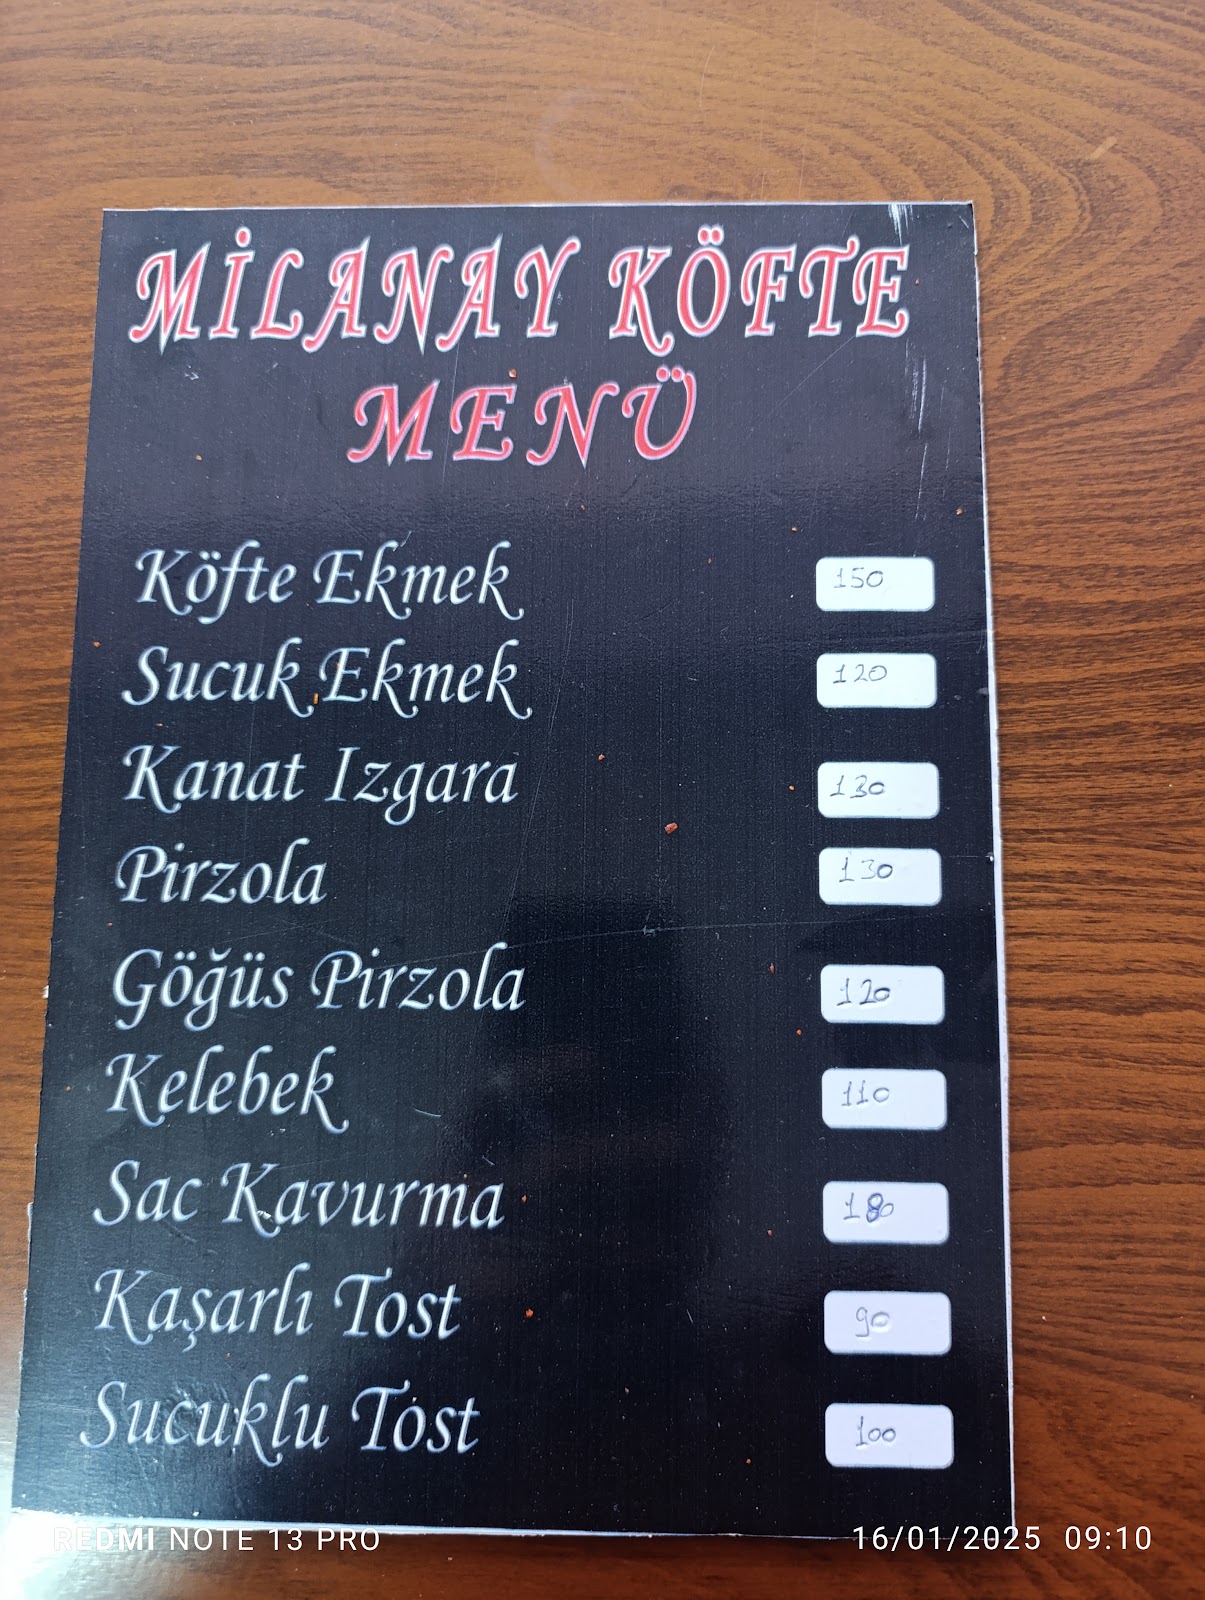 MİLANAY KÖFTE
MENÜ
Köfte Ekmek 150
Sucuk Ekmek 120
Kanat Izgara 130
Pirzola 130
Göğüs Pirzola 120
Kelebek 110
Sac Kavurma 180
Kaşarlı Tost 90
Sucuklu Tost 100
REDMI NOTE 13 PRO 16/01/2025 09:10